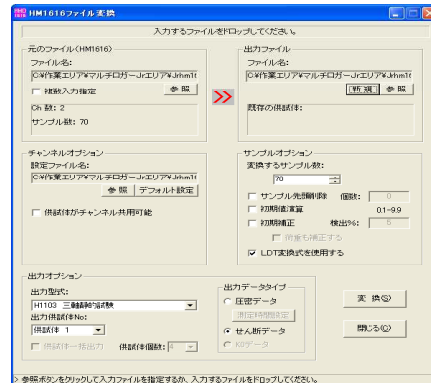 HM1616ファイル変換
入力するファイルをドロップしてください。
元のファイル(HM1616)
ファイル名:
C:¥作業エリア¥マルチロガーJrエリア¥Jrhm1
複数入力指定
参 照
Ch 数: 2
サンプル数: 70
出力ファイル
ファイル名:
C:¥作業エリア¥マルチロガーJrエリア¥Jrhm1
新 規
参 照
既存の供試体:
チャンネルオプション
設定ファイル名:
C:¥作業エリア¥マルチロガーJrエリア¥Jrhm1
参 照
デフォルト設定
供試体がチャンネル共用可能
サンプルオプション
変換するサンプル数:
70
サンプル先頭削除
個数:
0
初期値演算
0.1-9.9
初期補正
検出%:
5
荷重も補正する
LDT変換式を使用する
出力オプション
出力型式:
H1103 三軸静的試験
出力供試体No:
供試体 1
供試体一括出力
供試体個数:
4
出力データタイプ
圧密データ
測定時間設定
せん断データ
K0データ
変 換(S)
閉じる(C)
> 参照ボタンをクリックして入力ファイルを指定するか、入力するファイルをドロップしてください。